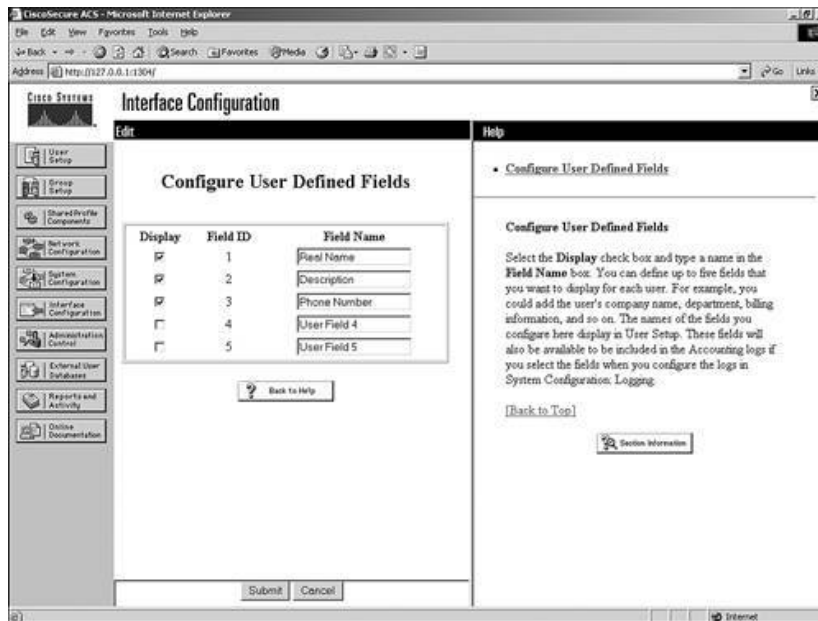 CiscoSecure ACS - Microsoft Internet Explorer
File Edit View Favorites Tools Help
Back Search Favorites Media
Address http://127.0.0.1:1304/ Go Links
Cisco Systems
Interface Configuration
Edit
Help
User Setup
Group Setup
Shared Profile Components
Network Configuration
System Configuration
Interface Configuration
Administration Control
External User Databases
Reports and Activity
Online Documentation
Configure User Defined Fields
Display Field ID Field Name
1 Real Name
2 Description
3 Phone Number
4 User Field 4
5 User Field 5
? Back to Help
Submit Cancel
• Configure User Defined Fields
Configure User Defined Fields
Select the Display check box and type a name in the
Field Name box. You can define up to five fields that
you want to display for each user. For example, you
could add the user's company name, department, billing
information, and so on. The names of the fields you
configure here display in User Setup. These fields will
also be available to be included in the Accounting logs if
you select the fields when you configure the logs in
System Configuration: Logging.
[Back to Top]
Section Information
Internet